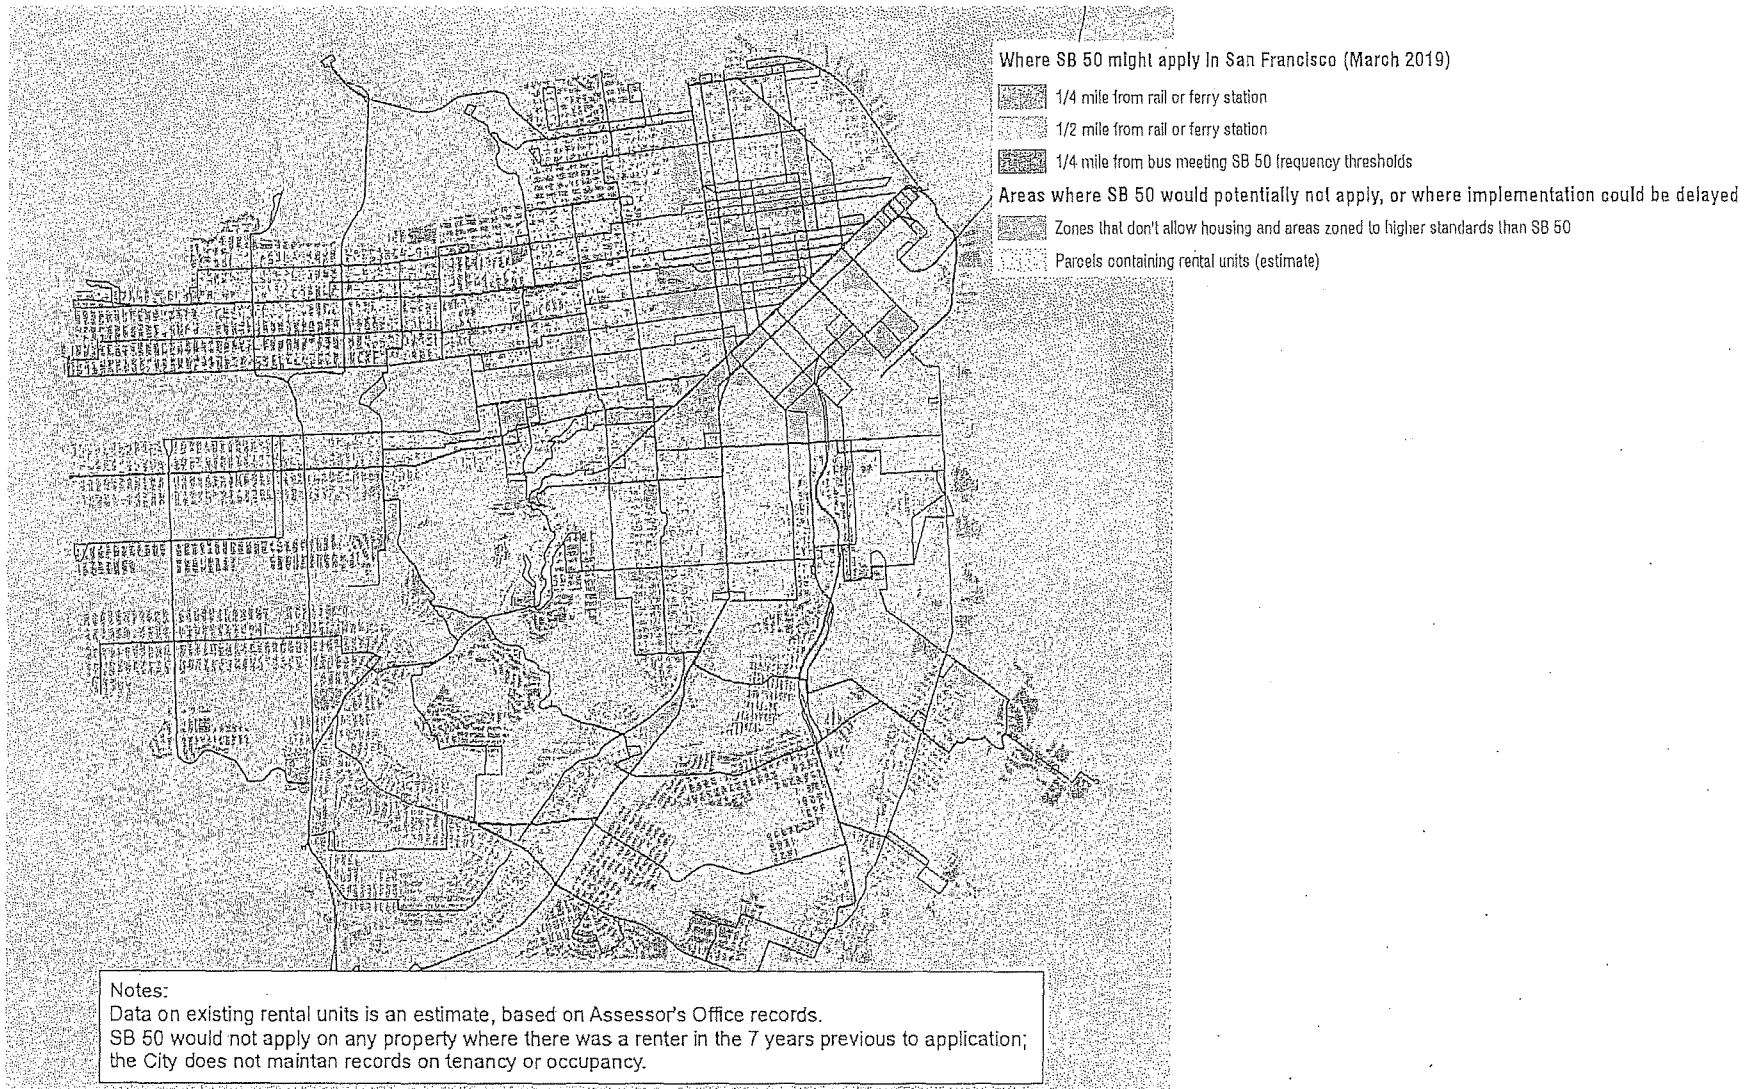 Where SB 50 might apply in San Francisco (March 2019)
1/4 mile from rail or ferry station
1/2 mile from rail or ferry station
1/4 mile from bus meeting SB 50 frequency thresholds
Areas where SB 50 would potentially not apply, or where implementation could be delayed
Zones that don't allow housing and areas zoned to higher standards than SB 50
Parcels containing rental units (estimate)
Notes:
Data on existing rental units is an estimate, based on Assessor's Office records.
SB 50 would not apply on any property where there was a renter in the 7 years previous to application;
the City does not maintan records on tenancy or occupancy.